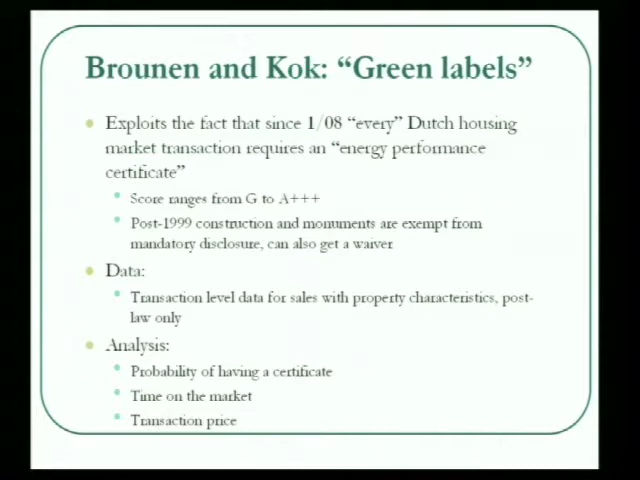 Brounen and Kok: “Green labels”
Exploits the fact that since 1/08 “every” Dutch housing
market transaction requires an “energy performance
certificate”
Score ranges from G to A+++
Post-1999 construction and monuments are exempt from
mandatory disclosure, can also get a waiver
Data:
Transaction level data for sales with property characteristics, post-
law only
Analysis:
Probability of having a certificate
Time on the market
Transaction price